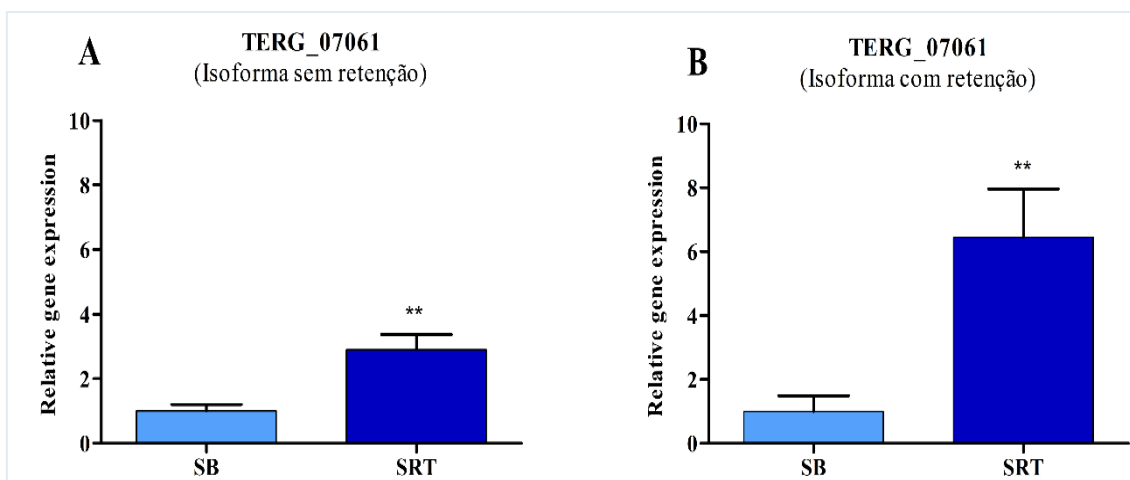 A
TERG_07061
(Isoforma sem retenção)
Relative gene expression
10
8
6
4
2
0
**
SB
SRT
B
TERG_07061
(Isoforma com retenção)
Relative gene expression
10
8
6
4
2
0
**
SB
SRT